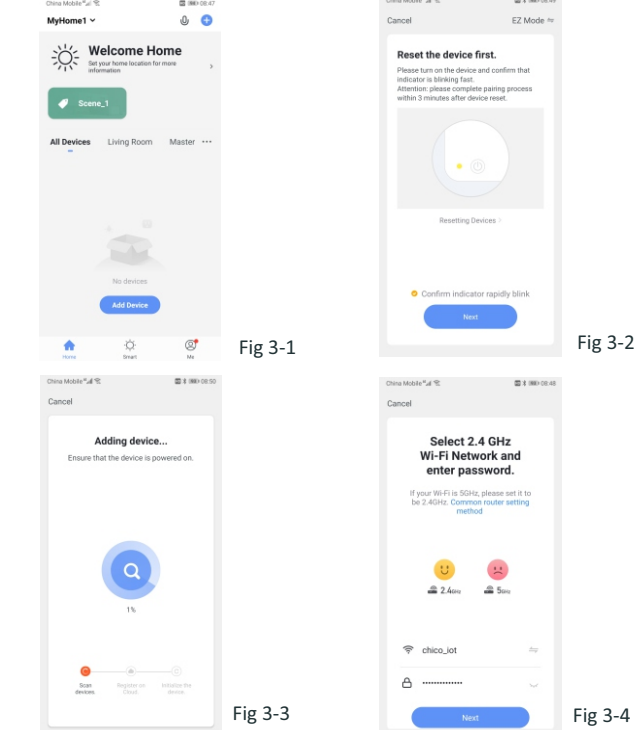 China Mobile 08:47
MyHome1
Welcome Home
Set your home location for more
information
Scene_1
All Devices Living Room Master ...
No devices
Add Device
Home Smart Me
Fig 3-1
China Mobile 08:49
Cancel EZ Mode
Reset the device first.
Please turn on the device and confirm that
indicator is blinking fast.
Attention: please complete pairing process
within 3 minutes after device reset.
Resetting Devices
Confirm indicator rapidly blink
Next
Fig 3-2
China Mobile 08:50
Cancel
Adding device...
Ensure that the device is powered on.
1%
Scan Register on Initialize the
devices. Cloud. device.
Fig 3-3
China Mobile 08:48
Cancel
Select 2.4 GHz
Wi-Fi Network and
enter password.
If your Wi-Fi is 5GHz, please set it to
be 2.4GHz. Common router setting
method
2.4GHz 5GHz
chico_iot
Next
Fig 3-4